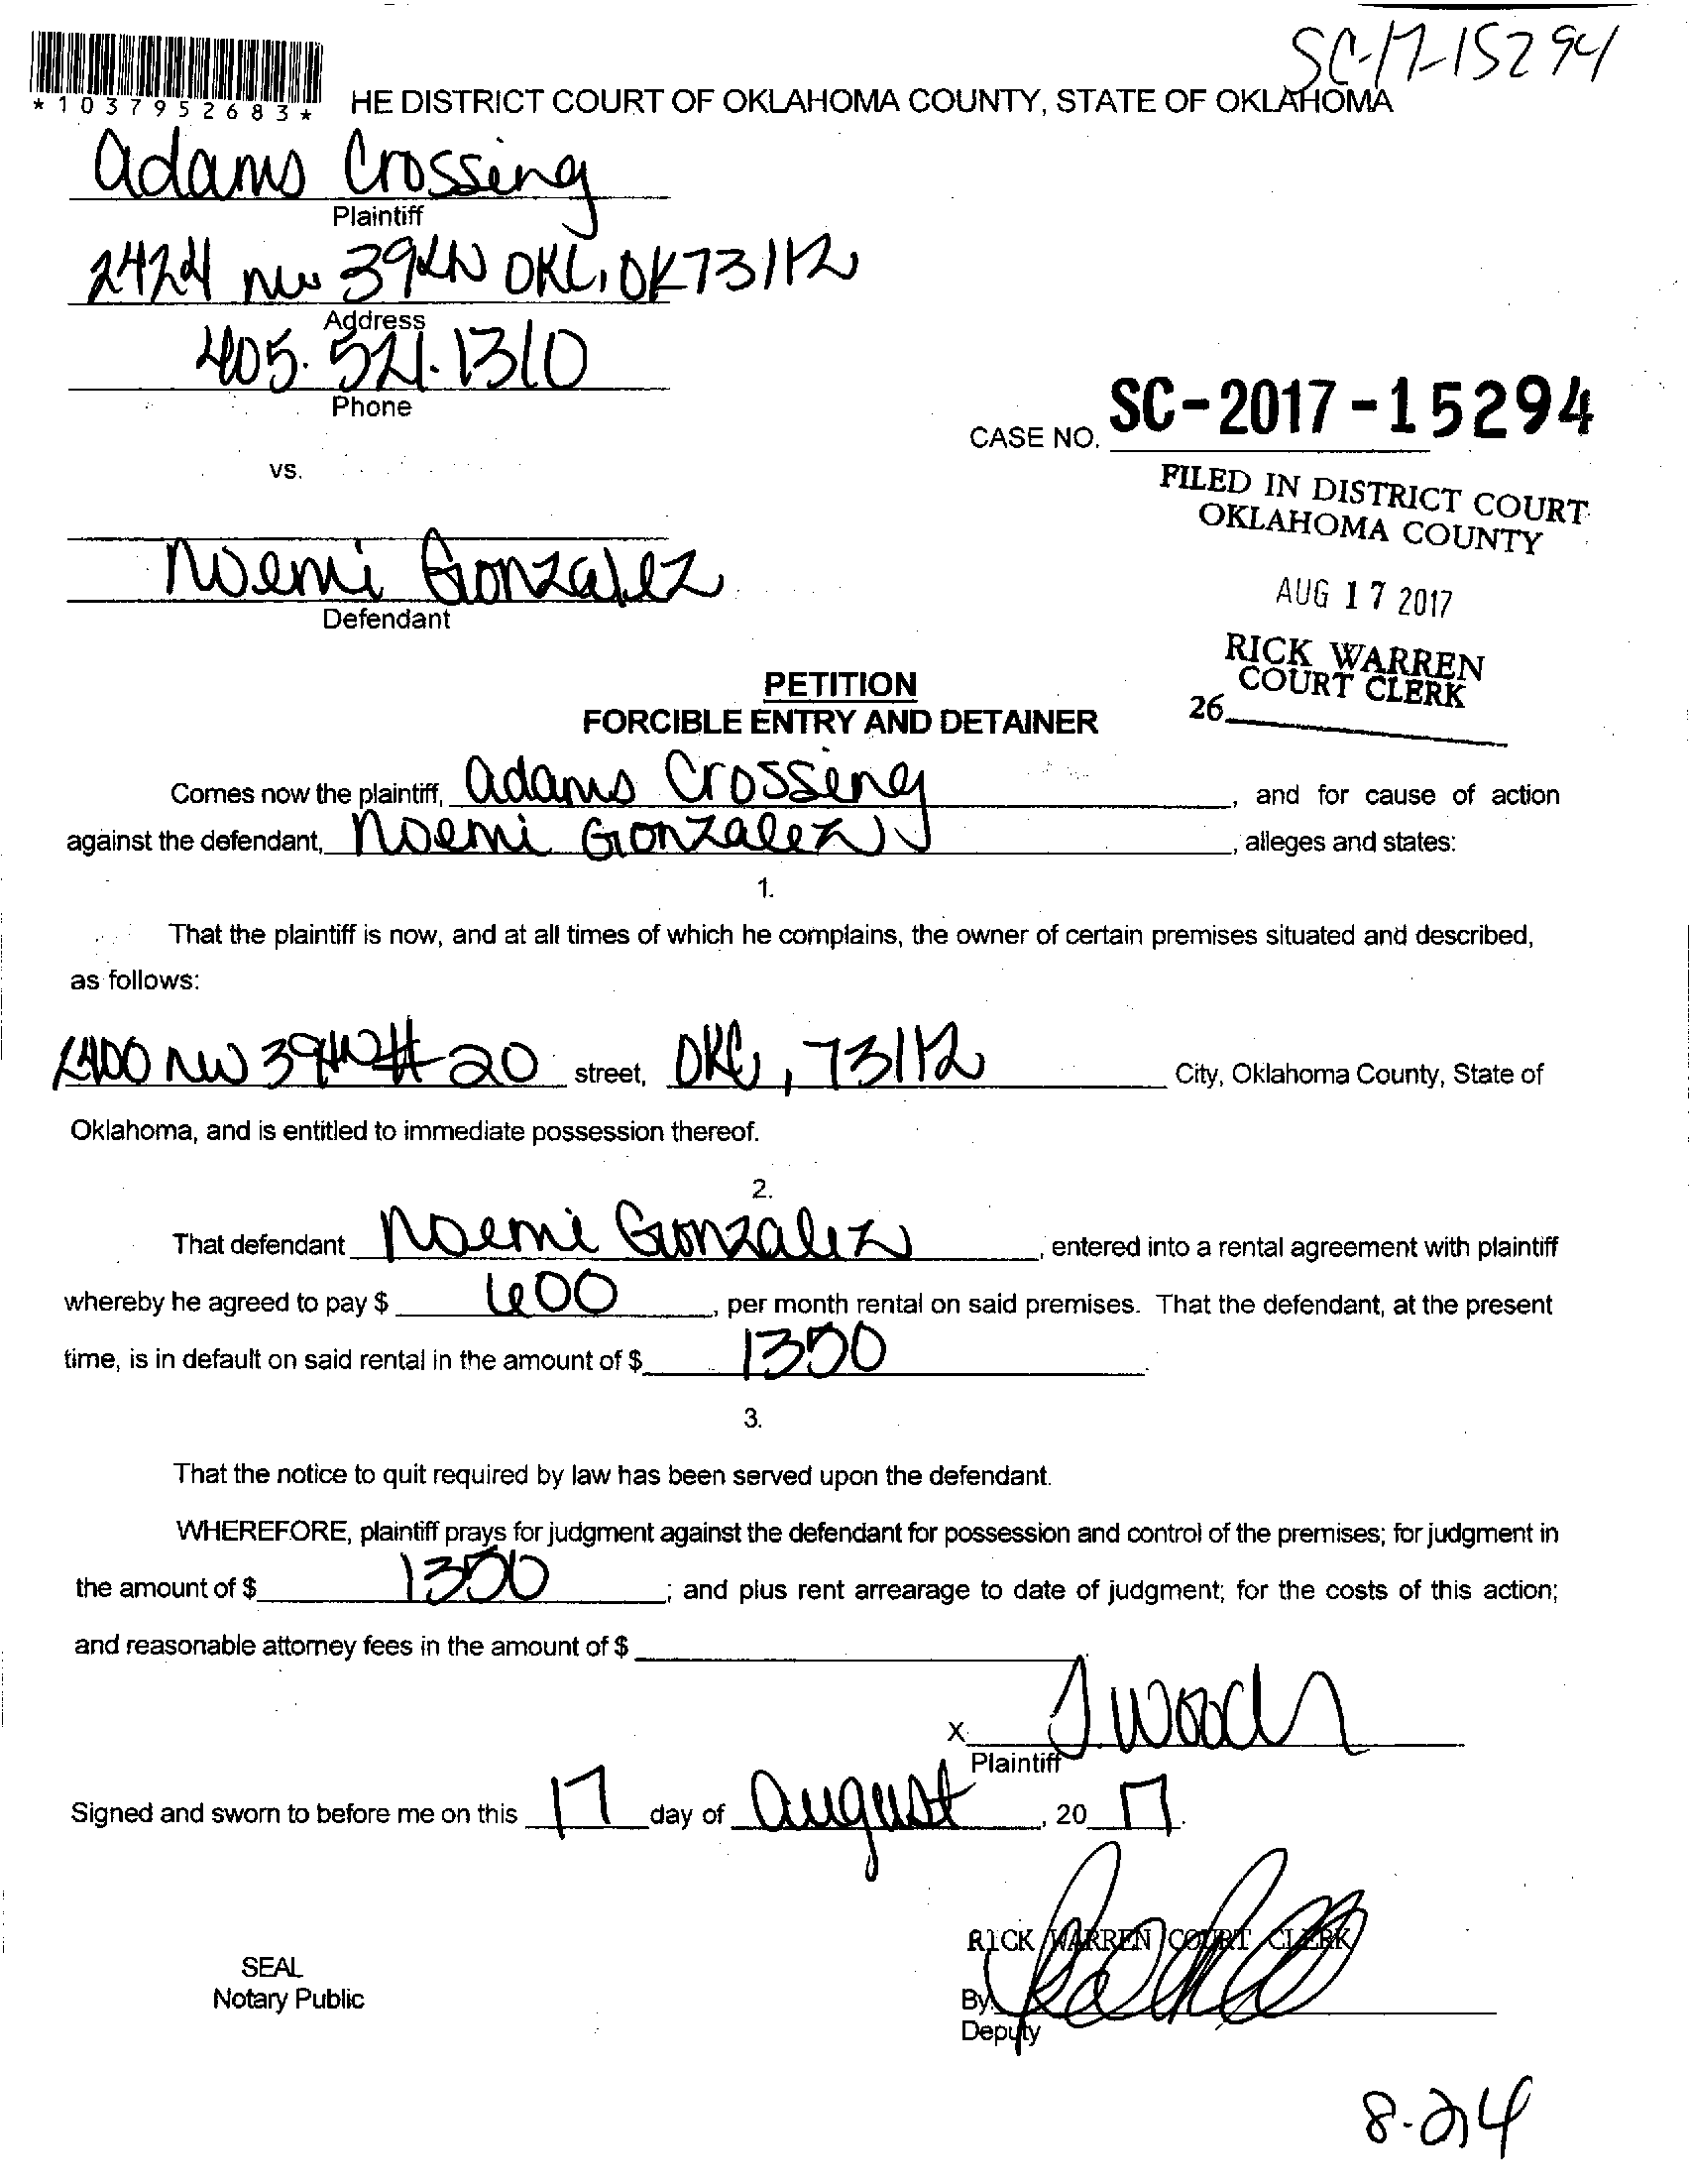 SC-17-15294
*1037952683*
HE DISTRICT COURT OF OKLAHOMA COUNTY, STATE OF OKLAHOMA
Adams Crossing
Plaintiff
2424 NW 39th OKC, OK 73112
Address
405. 521. 1310
Phone
CASE NO. SC-2017-15294
vs.
FILED IN DISTRICT COURT
OKLAHOMA COUNTY
AUG 17 2017
RICK WARREN
COURT CLERK
26
Noemi Gonzalez
Defendant
PETITION
FORCIBLE ENTRY AND DETAINER
Comes now the plaintiff, Adams Crossing, and for cause of action
against the defendant, Noemi Gonzalez, alleges and states:
1.
That the plaintiff is now, and at all times of which he complains, the owner of certain premises situated and described,
as follows:
2400 NW 39th # 20 street, OKC, 73112 City, Oklahoma County, State of
Oklahoma, and is entitled to immediate possession thereof.
2.
That defendant Noemi Gonzalez, entered into a rental agreement with plaintiff
whereby he agreed to pay $ 600, per month rental on said premises. That the defendant, at the present
time, is in default on said rental in the amount of $ 1350.
3.
That the notice to quit required by law has been served upon the defendant.
WHEREFORE, plaintiff prays for judgment against the defendant for possession and control of the premises; for judgment in
the amount of $ 1350; and plus rent arrearage to date of judgment; for the costs of this action;
and reasonable attorney fees in the amount of $
X J. Woods
Plaintiff
Signed and sworn to before me on this 17 day of August, 20 17.
RICK WARREN COURT CLERK
SEAL
Notary Public
By
Deputy
8-24